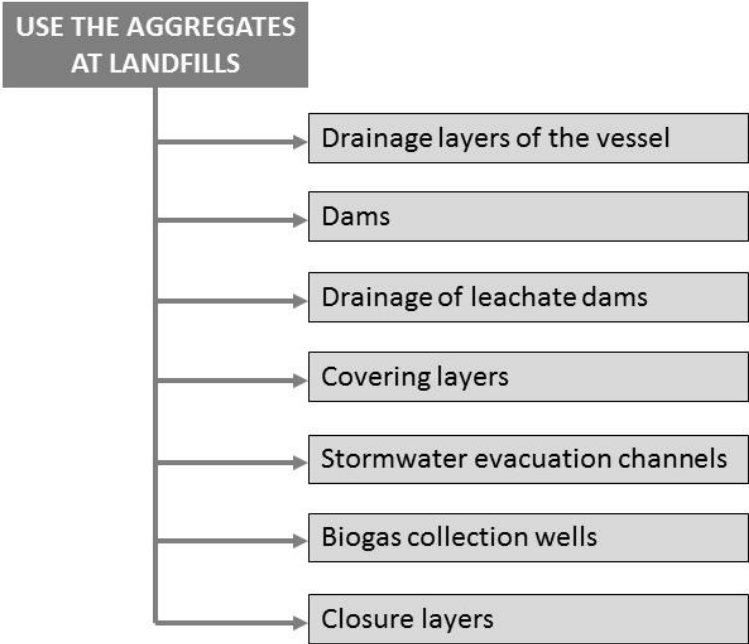 USE THE AGGREGATES
AT LANDFILLS
Drainage layers of the vessel
Dams
Drainage of leachate dams
Covering layers
Stormwater evacuation channels
Biogas collection wells
Closure layers